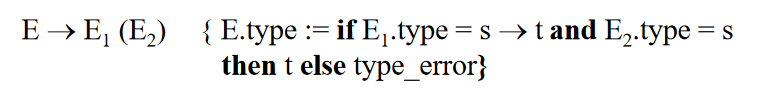 E → E₁ (E₂) { E.type := if E₁.type = s → t and E₂.type = s
then t else type_error}